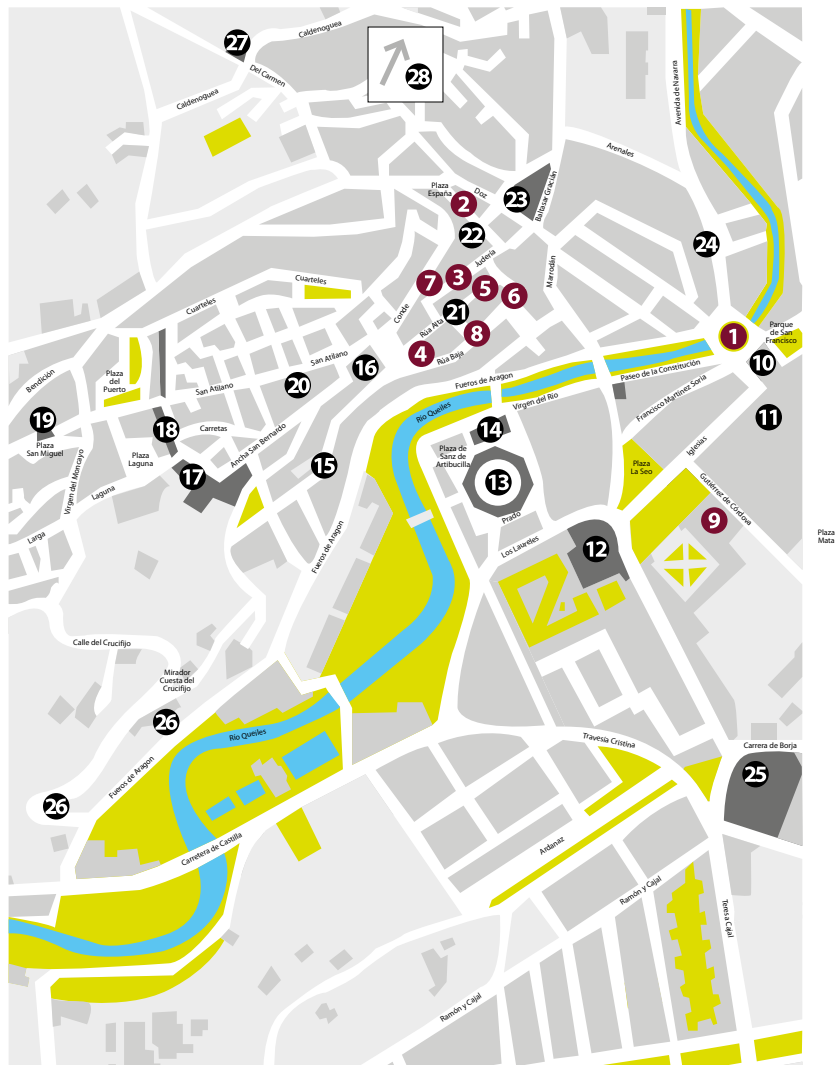 Caldenoguea
27
Del Carmen
28
Caldenoguea
Avenida de Navarra
Arenales
Plaza
España
Doz
2
23
Baltasar Gracián
22
24
Judería
Marrodán
7
3
5
6
Cuarteles
Cuarteles
Conde
21
Rúa Alta
8
4
Rúa Baja
1
Parque
de San
Francisco
10
San Atilano
16
Paseo de la Constitución
Fueros de Aragon
Bendición
Plaza
del
Puerto
San Atilano
20
Virgen del Río
Francisco Martínez Soria
Río Queiles
11
19
Plaza
San Miguel
18
Carretas
14
Ancha San Bernardo
Iglesias
Plaza
Laguna
Plaza de
Sanz de
Artibucilla
15
Plaza
La Seo
17
Virgen del Moncayo
Laguna
13
Gutiérrez de Córdova
Prado
9
Larga
Fueros de Aragon
Los Laureles
12
Plaza
Mata
Calle del Crucifijo
Mirador
Cuesta del
Crucifijo
26
Río Queiles
Travesía Cristina
Carrera de Borja
25
Fueros de Aragon
26
Carretera de Castilla
Ardanaz
Ramón y Cajal
Teresa Cajal
Ramón y Cajal